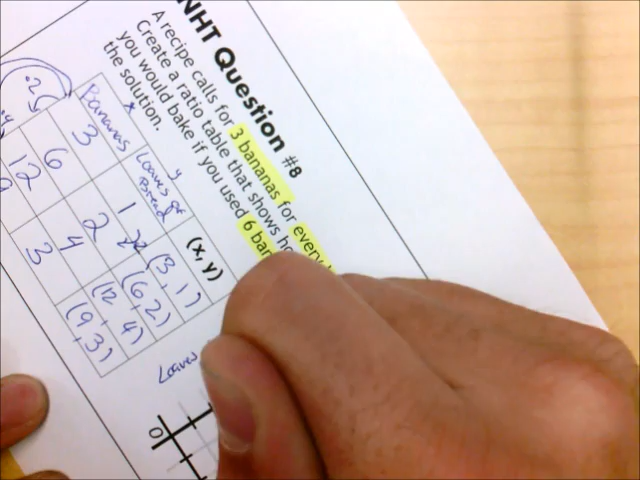 NHT Question #8
A recipe calls for 3 bananas for every
Create a ratio table that shows
you would bake if you used 6
the solution.
x y
Bananas Loaves of Bread (x, y)
3 1 (3, 1)
6 2 (6, 2)
12 4 (12, 4)
3 (9, 3)
Loaves
0